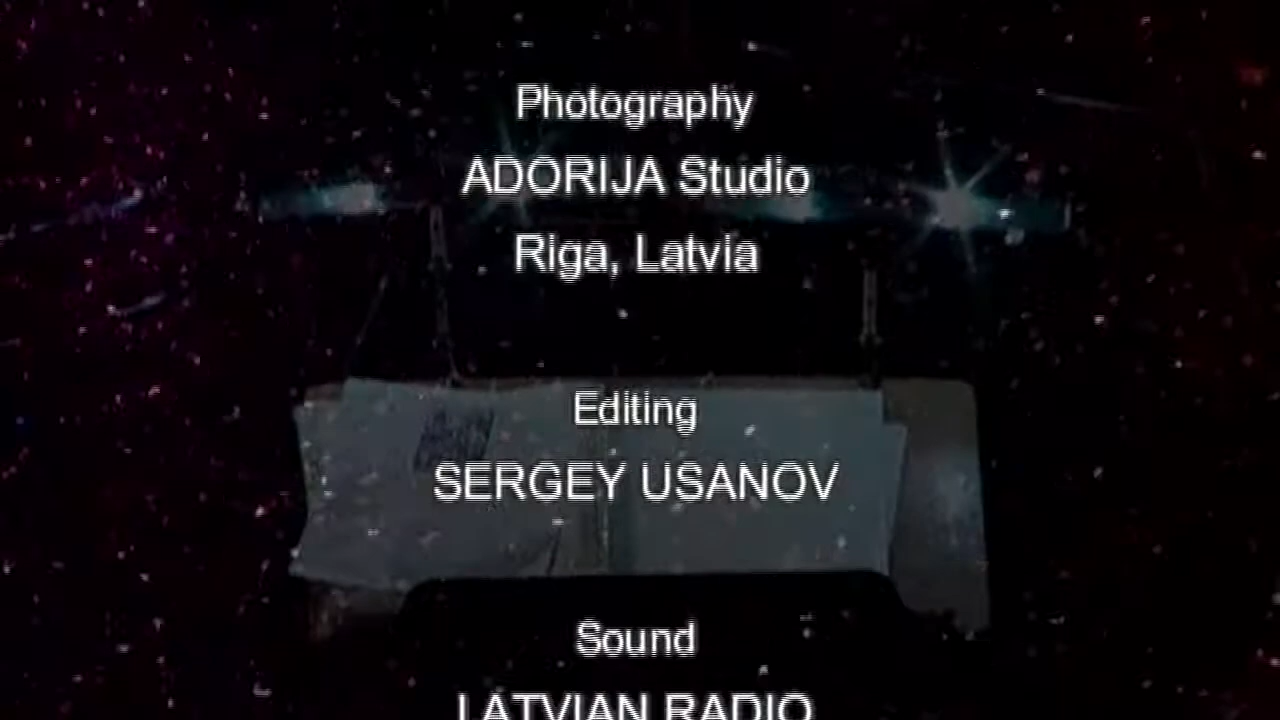 Photography
ADORIJA Studio
Riga, Latvia
Editing
SERGEY USANOV
Sound
LATVIAN RADIO